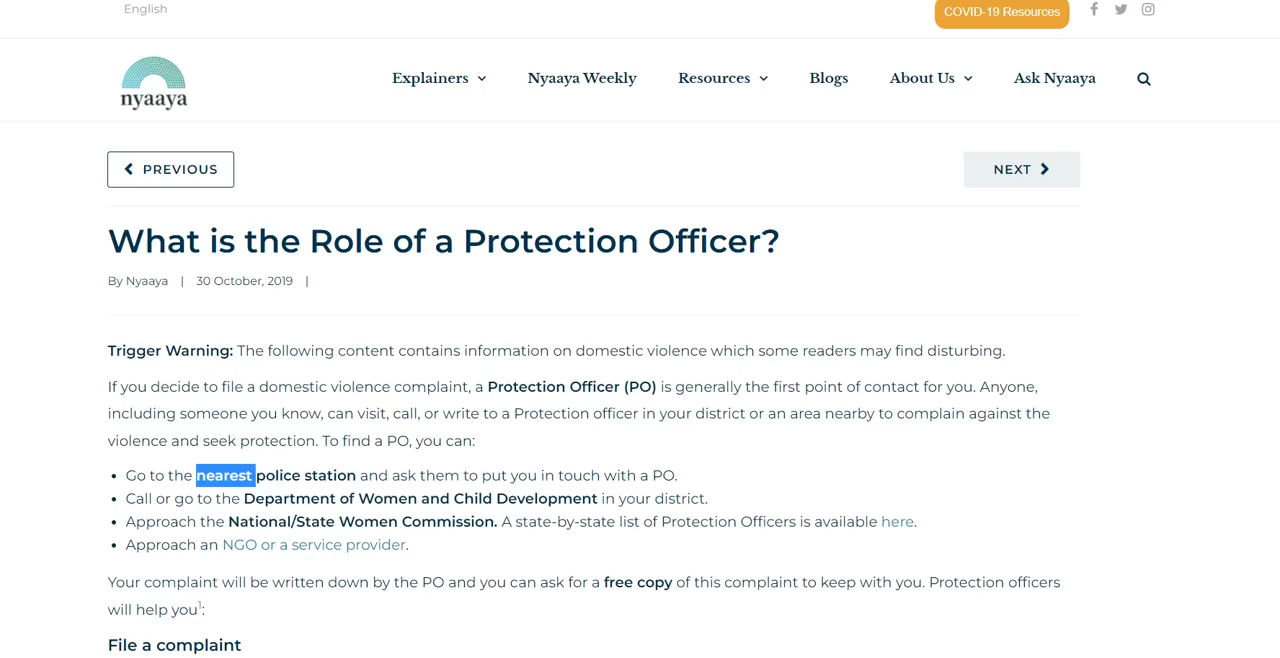 English
COVID-19 Resources
nyaaya
Explainers Nyaaya Weekly Resources Blogs About Us Ask Nyaaya
PREVIOUS
NEXT
What is the Role of a Protection Officer?
By Nyaaya | 30 October, 2019 |
Trigger Warning: The following content contains information on domestic violence which some readers may find disturbing.
If you decide to file a domestic violence complaint, a Protection Officer (PO) is generally the first point of contact for you. Anyone,
including someone you know, can visit, call, or write to a Protection officer in your district or an area nearby to complain against the
violence and seek protection. To find a PO, you can:
• Go to the nearest police station and ask them to put you in touch with a PO.
• Call or go to the Department of Women and Child Development in your district.
• Approach the National/State Women Commission. A state-by-state list of Protection Officers is available here.
• Approach an NGO or a service provider.
Your complaint will be written down by the PO and you can ask for a free copy of this complaint to keep with you. Protection officers
will help you1:
File a complaint